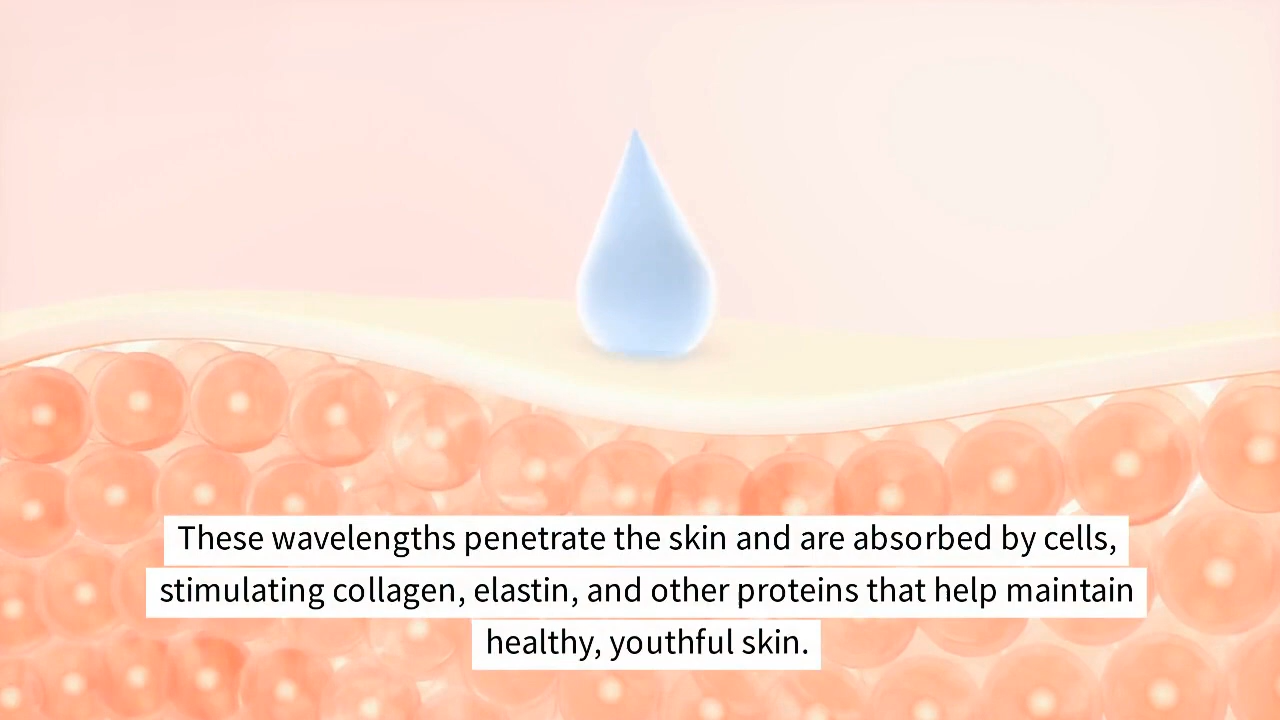 These wavelengths penetrate the skin and are absorbed by cells,
stimulating collagen, elastin, and other proteins that help maintain
healthy, youthful skin.